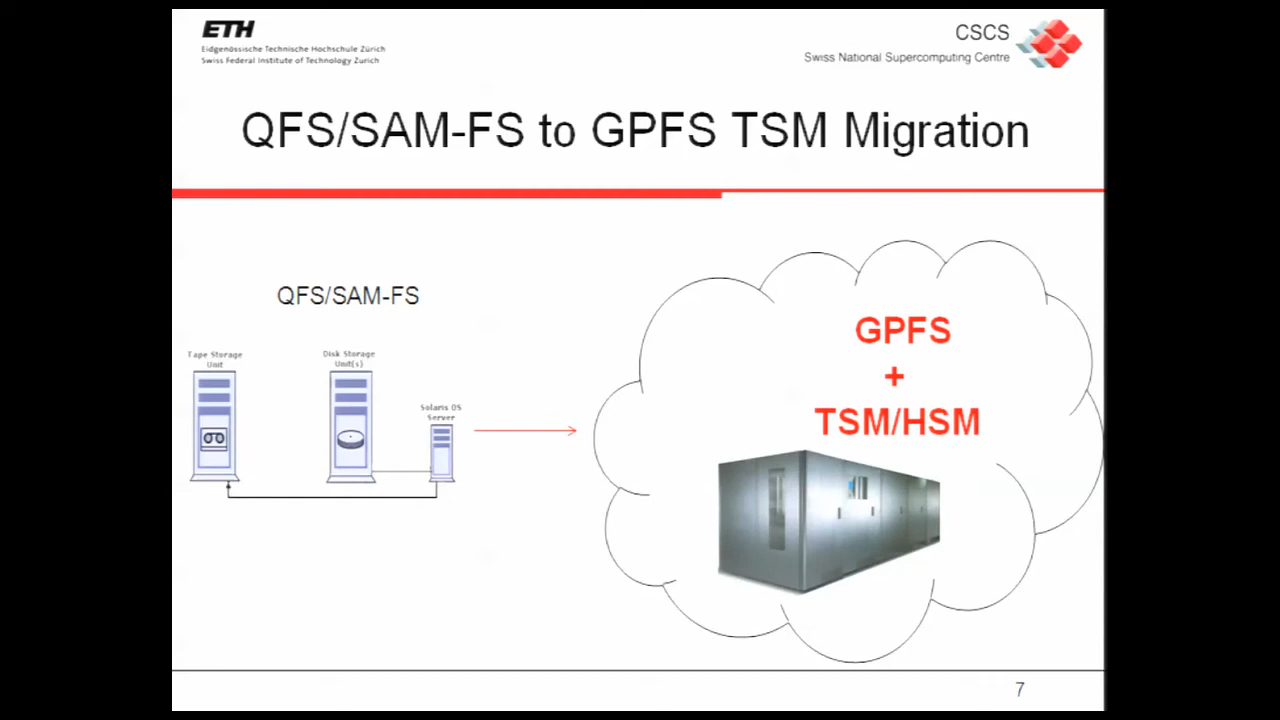 ETH
Eidgenössische Technische Hochschule Zürich
Swiss Federal Institute of Technology Zurich
CSCS
Swiss National Supercomputing Centre
QFS/SAM-FS to GPFS TSM Migration
QFS/SAM-FS
Tape Storage
Unit
Disk Storage
Unit(s)
Solaris OS
Server
GPFS
+
TSM/HSM
7